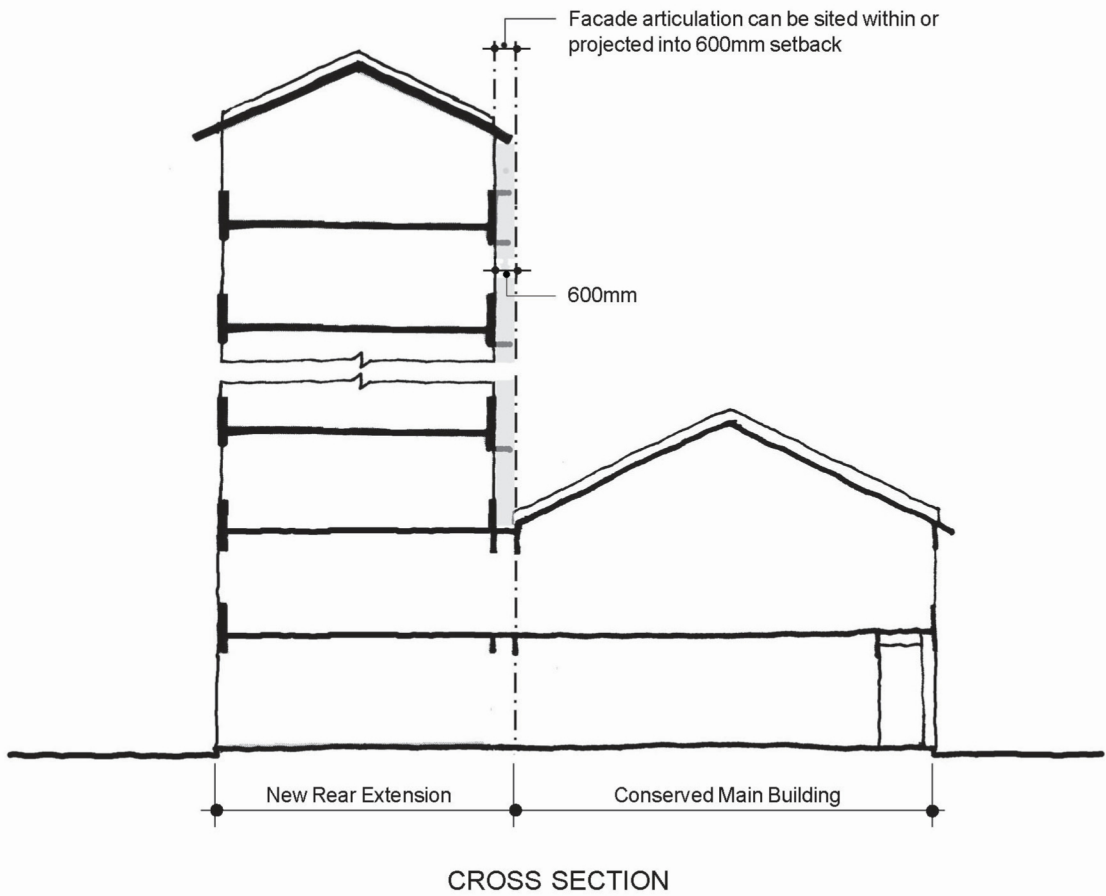 Facade articulation can be sited within or
projected into 600mm setback
600mm
New Rear Extension
Conserved Main Building
CROSS SECTION